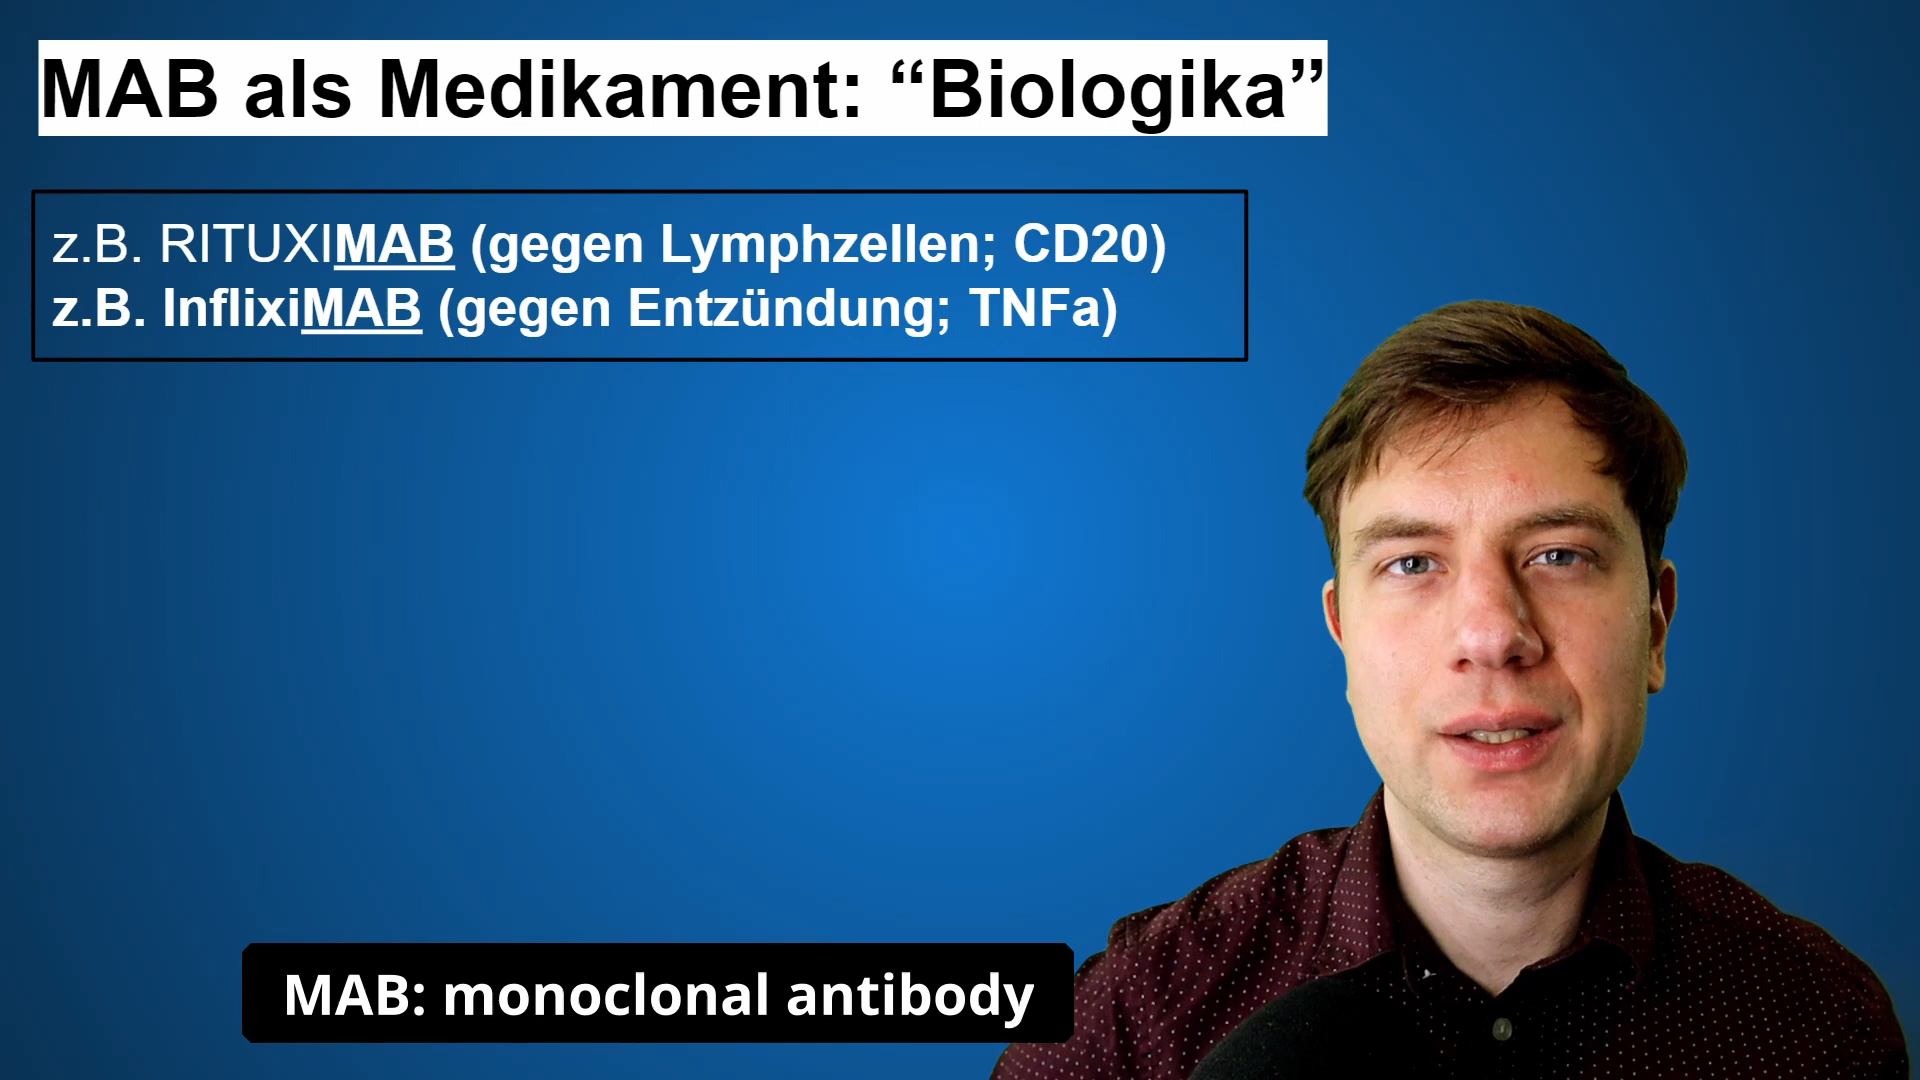 MAB als Medikament: “Biologika”
z.B. RITUXIMAB (gegen Lymphzellen; CD20)
z.B. InflixiMAB (gegen Entzündung; TNFa)
MAB: monoclonal antibody